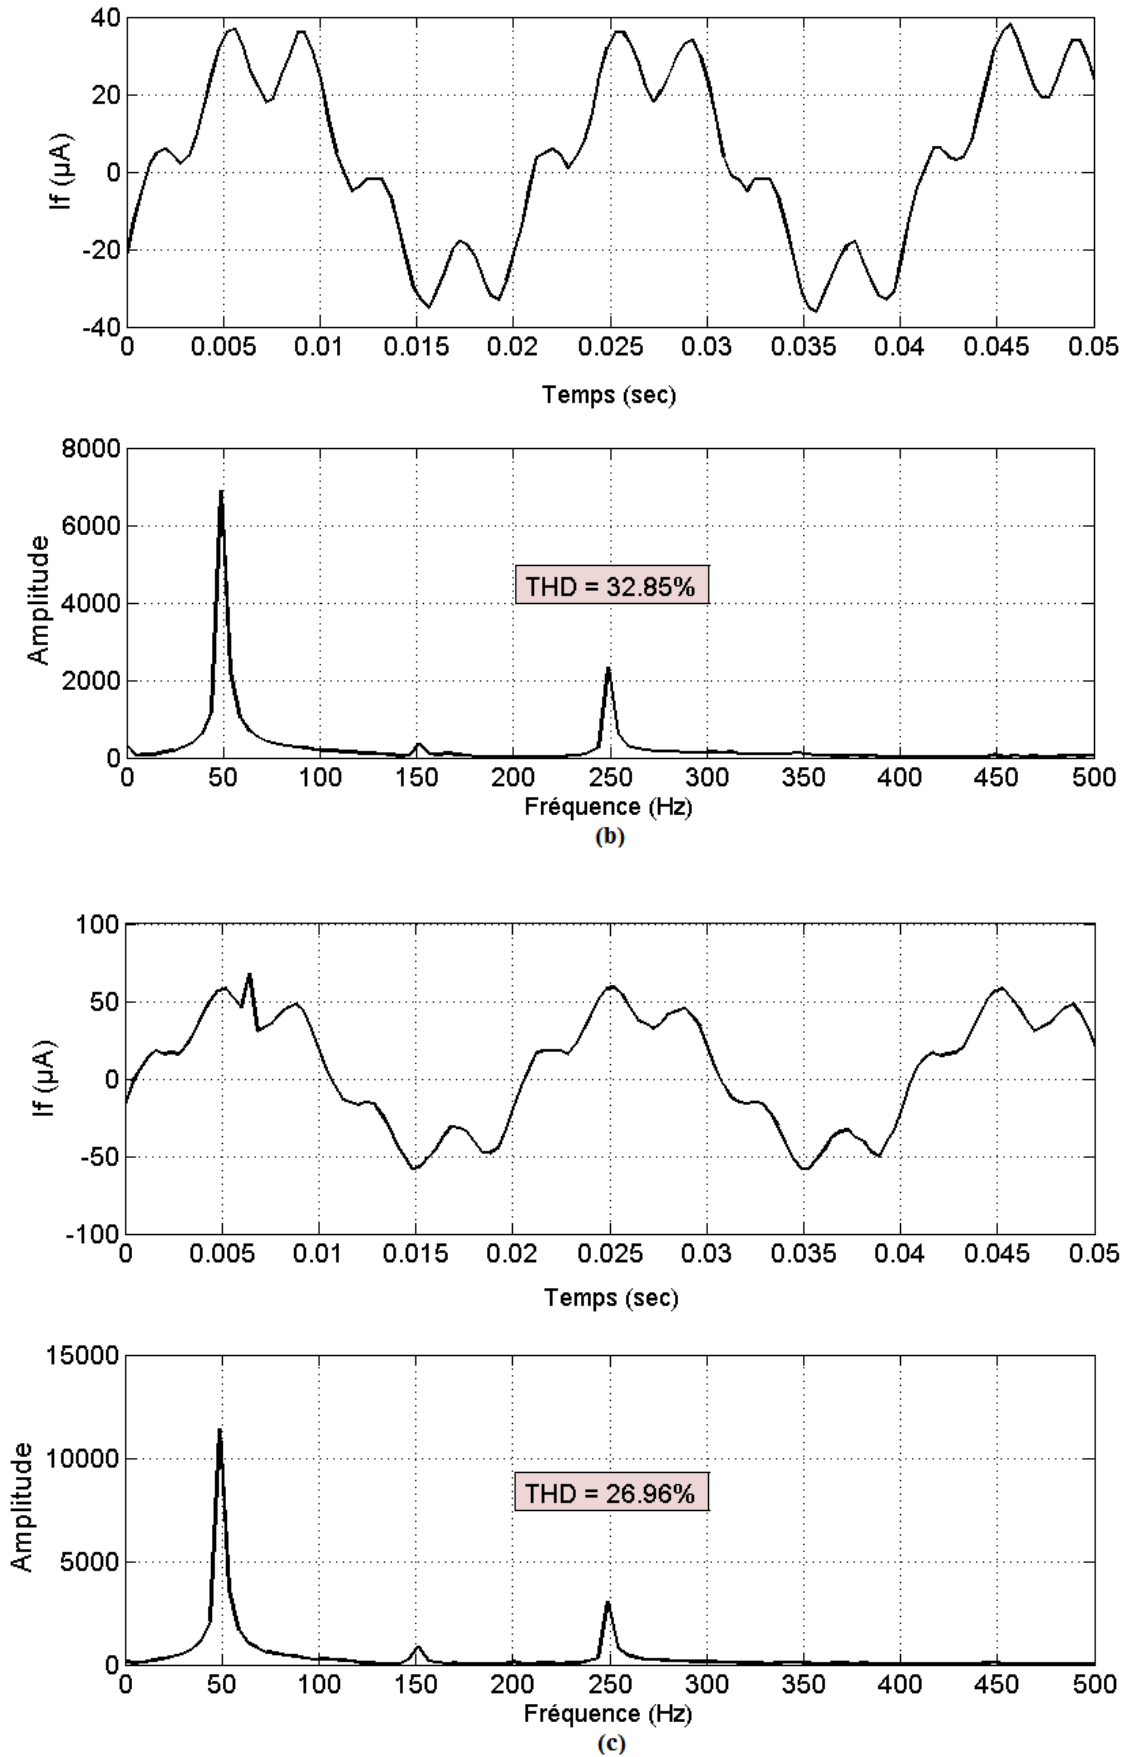 40
20
0
-20
-40
If (µA)
0 0.005 0.01 0.015 0.02 0.025 0.03 0.035 0.04 0.045 0.05
Temps (sec)
8000
6000
4000
2000
0
Amplitude
THD = 32.85%
0 50 100 150 200 250 300 350 400 450 500
Fréquence (Hz)
(b)
100
50
0
-50
-100
If (µA)
0 0.005 0.01 0.015 0.02 0.025 0.03 0.035 0.04 0.045 0.05
Temps (sec)
15000
10000
5000
0
Amplitude
THD = 26.96%
0 50 100 150 200 250 300 350 400 450 500
Fréquence (Hz)
(c)